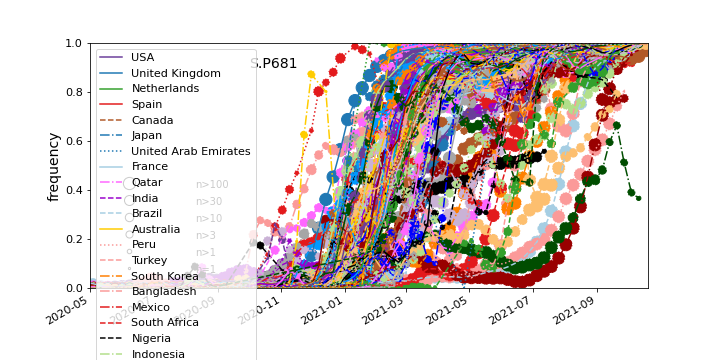 S.P681
frequency
1.0
0.8
0.6
0.4
0.2
0.0
USA
United Kingdom
Netherlands
Spain
Canada
Japan
United Arab Emirates
France
Qatar
India
Brazil
Australia
Peru
Turkey
South Korea
Bangladesh
Mexico
South Africa
Nigeria
Indonesia
n>100
n>30
n>10
n>3
n>1
2020-05
2020-09
2020-11
2021-01
2021-03
2021-05
2021-07
2021-09